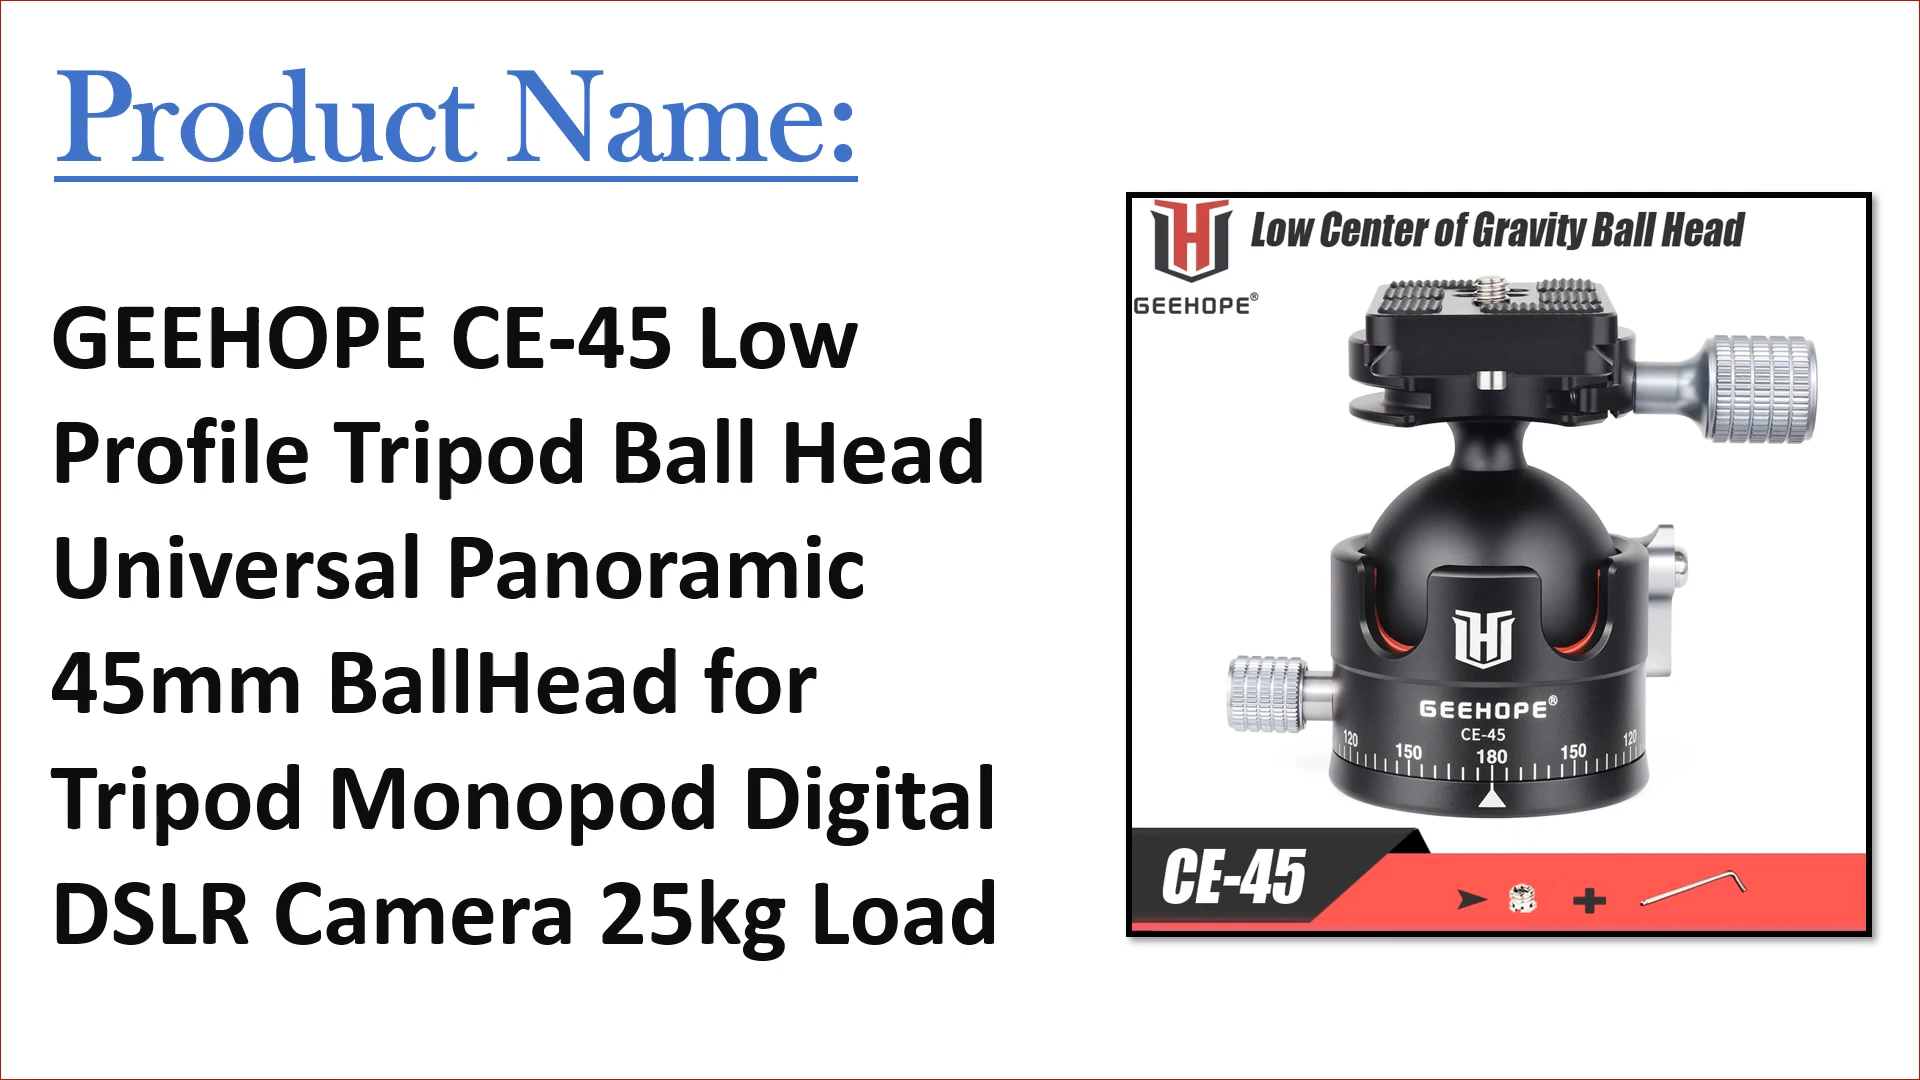 Product Name:
GEEHOPE CE-45 Low
Profile Tripod Ball Head
Universal Panoramic
45mm BallHead for
Tripod Monopod Digital
DSLR Camera 25kg Load
Low Center of Gravity Ball Head
GEEHOPE®
GEEHOPE®
CE-45
120 150 180 150 120
CE-45